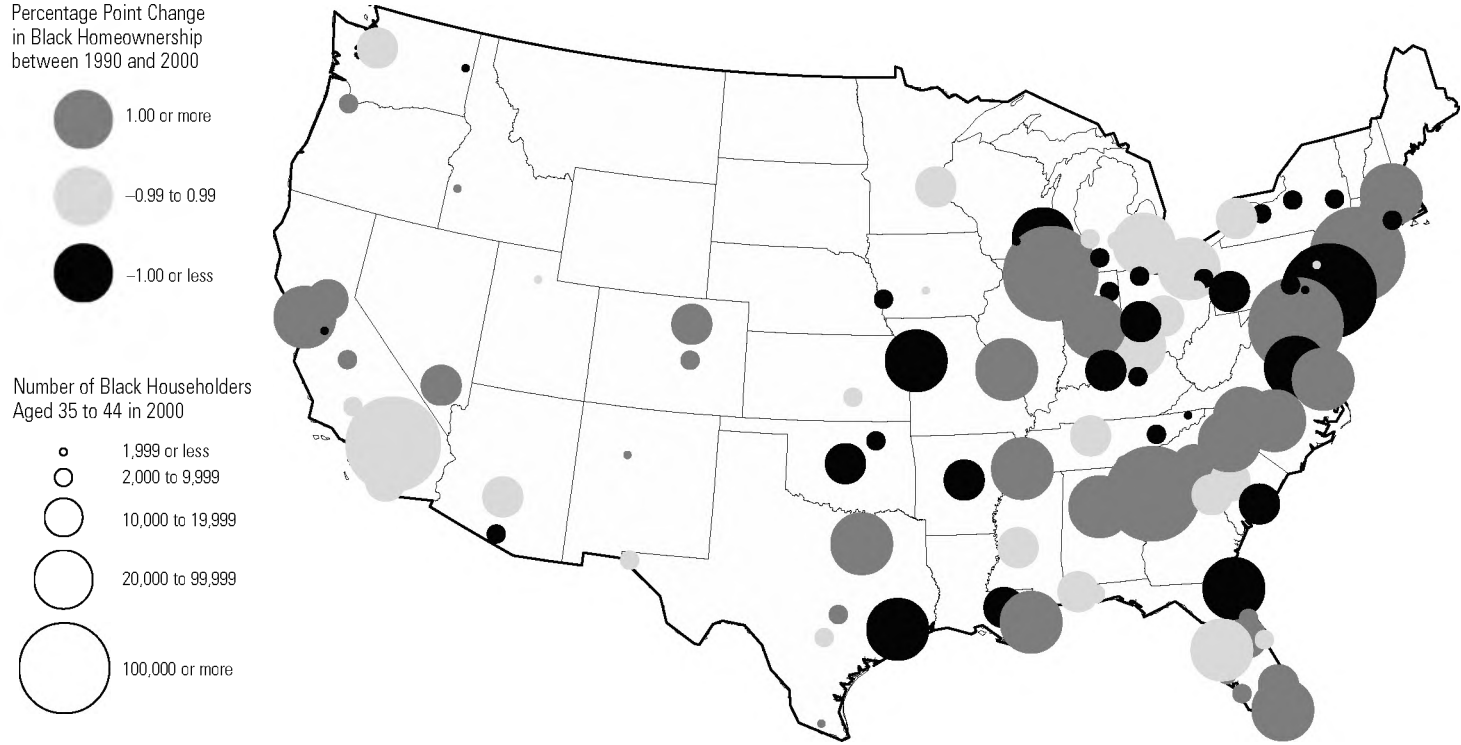 Percentage Point Change
in Black Homeownership
between 1990 and 2000
1.00 or more
–0.99 to 0.99
–1.00 or less
Number of Black Householders
Aged 35 to 44 in 2000
1,999 or less
2,000 to 9,999
10,000 to 19,999
20,000 to 99,999
100,000 or more